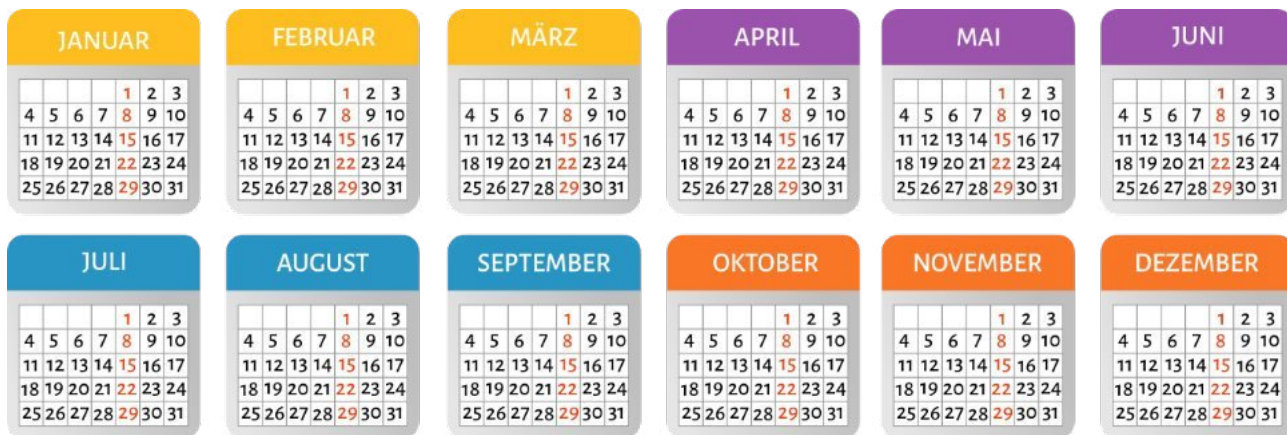 JANUAR FEBRUAR MÄRZ APRIL MAI JUNI
1 2 3 1 2 3 1 2 3 1 2 3 1 2 3 1 2 3
4 5 6 7 8 9 10 4 5 6 7 8 9 10 4 5 6 7 8 9 10 4 5 6 7 8 9 10 4 5 6 7 8 9 10 4 5 6 7 8 9 10
11 12 13 14 15 16 17 11 12 13 14 15 16 17 11 12 13 14 15 16 17 11 12 13 14 15 16 17 11 12 13 14 15 16 17 11 12 13 14 15 16 17
18 19 20 21 22 23 24 18 19 20 21 22 23 24 18 19 20 21 22 23 24 18 19 20 21 22 23 24 18 19 20 21 22 23 24 18 19 20 21 22 23 24
25 26 27 28 29 30 31 25 26 27 28 29 30 31 25 26 27 28 29 30 31 25 26 27 28 29 30 31 25 26 27 28 29 30 31 25 26 27 28 29 30 31
JULI AUGUST SEPTEMBER OKTOBER NOVEMBER DEZEMBER
1 2 3 1 2 3 1 2 3 1 2 3 1 2 3 1 2 3
4 5 6 7 8 9 10 4 5 6 7 8 9 10 4 5 6 7 8 9 10 4 5 6 7 8 9 10 4 5 6 7 8 9 10 4 5 6 7 8 9 10
11 12 13 14 15 16 17 11 12 13 14 15 16 17 11 12 13 14 15 16 17 11 12 13 14 15 16 17 11 12 13 14 15 16 17 11 12 13 14 15 16 17
18 19 20 21 22 23 24 18 19 20 21 22 23 24 18 19 20 21 22 23 24 18 19 20 21 22 23 24 18 19 20 21 22 23 24 18 19 20 21 22 23 24
25 26 27 28 29 30 31 25 26 27 28 29 30 31 25 26 27 28 29 30 31 25 26 27 28 29 30 31 25 26 27 28 29 30 31 25 26 27 28 29 30 31